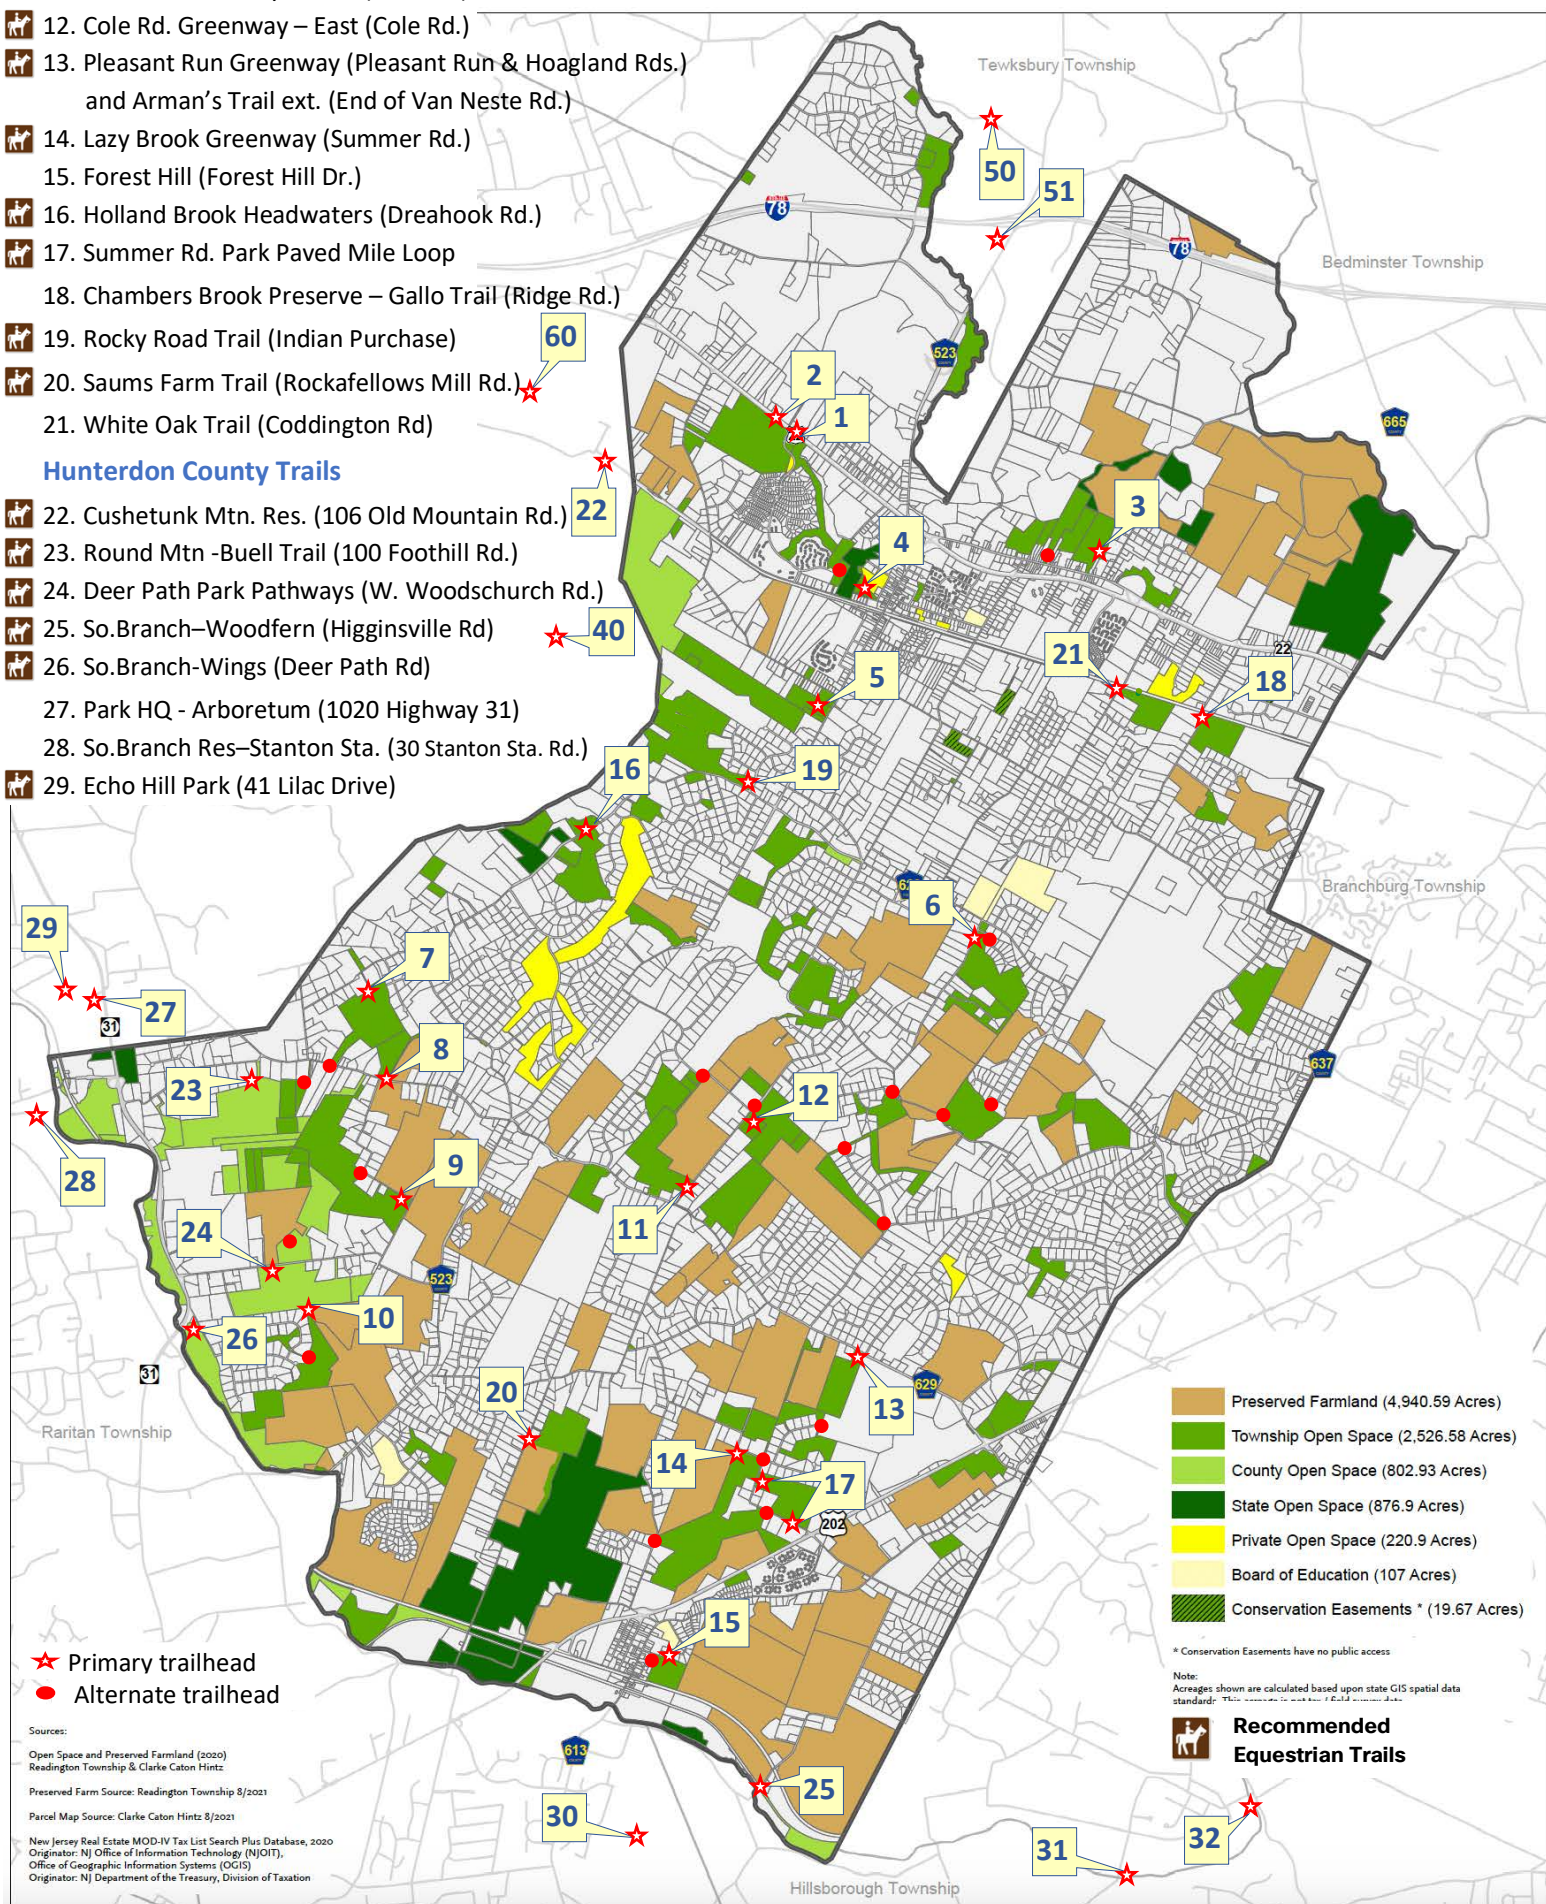 12. Cole Rd. Greenway – East (Cole Rd.)
13. Pleasant Run Greenway (Pleasant Run & Hoagland Rds.)
and Arman's Trail ext. (End of Van Neste Rd.)
14. Lazy Brook Greenway (Summer Rd.)
15. Forest Hill (Forest Hill Dr.)
16. Holland Brook Headwaters (Dreahook Rd.)
17. Summer Rd. Park Paved Mile Loop
18. Chambers Brook Preserve – Gallo Trail (Ridge Rd.)
19. Rocky Road Trail (Indian Purchase)
20. Saums Farm Trail (Rockafellows Mill Rd.)
21. White Oak Trail (Coddington Rd)
Hunterdon County Trails
22. Cushetunk Mtn. Res. (106 Old Mountain Rd.)
23. Round Mtn -Buell Trail (100 Foothill Rd.)
24. Deer Path Park Pathways (W. Woodschurch Rd.)
25. So.Branch–Woodfern (Higginsville Rd)
26. So.Branch-Wings (Deer Path Rd)
27. Park HQ - Arboretum (1020 Highway 31)
28. So.Branch Res–Stanton Sta. (30 Stanton Sta. Rd.)
29. Echo Hill Park (41 Lilac Drive)
Tewksbury Township
50
51
78
78
Bedminster Township
60
523
2
1
665
22
3
4
40
22
21
18
5
16
19
Branchburg Township
6
29
7
27
31
8
637
23
12
28
9
11
24
523
10
26
31
Raritan Township
20
629
13
14
17
202
15
Preserved Farmland (4,940.59 Acres)
Township Open Space (2,526.58 Acres)
County Open Space (802.93 Acres)
State Open Space (876.9 Acres)
Private Open Space (220.9 Acres)
Board of Education (107 Acres)
Conservation Easements * (19.67 Acres)
* Conservation Easements have no public access
Note:
Acreages shown are calculated based upon state GIS spatial data
standards. This acreage is not tax / field survey data
Recommended
Equestrian Trails
Primary trailhead
Alternate trailhead
Sources:
Open Space and Preserved Farmland (2020)
Readington Township & Clarke Caton Hintz
Preserved Farm Source: Readington Township 8/2021
Parcel Map Source: Clarke Caton Hintz 8/2021
New Jersey Real Estate MOD-IV Tax List Search Plus Database, 2020
Originator: NJ Office of Information Technology (NJOIT),
Office of Geographic Information Systems (OGIS)
Originator: NJ Department of the Treasury, Division of Taxation
613
30
25
31
32
Hillsborough Township